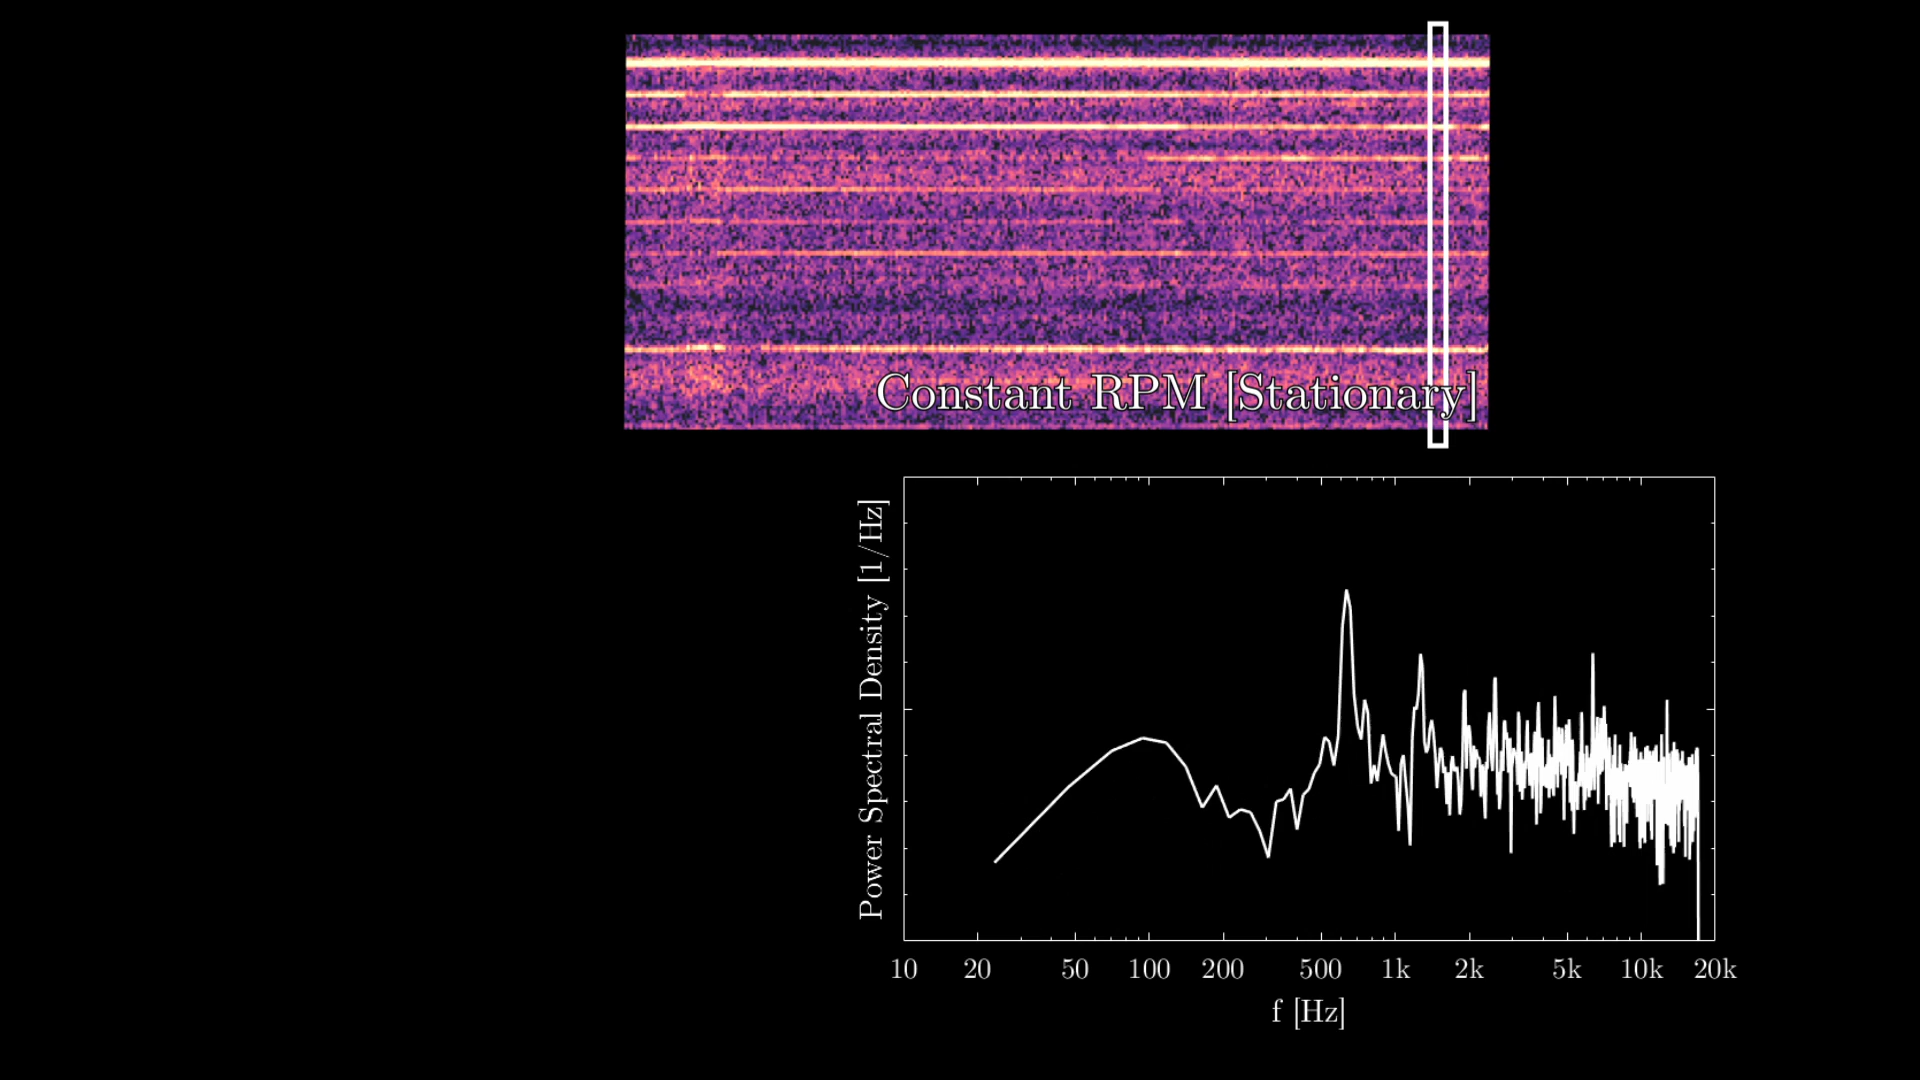 Constant RPM [Stationary]
Power Spectral Density [1/Hz]
10 20 50 100 200 500 1k 2k 5k 10k 20k
f [Hz]